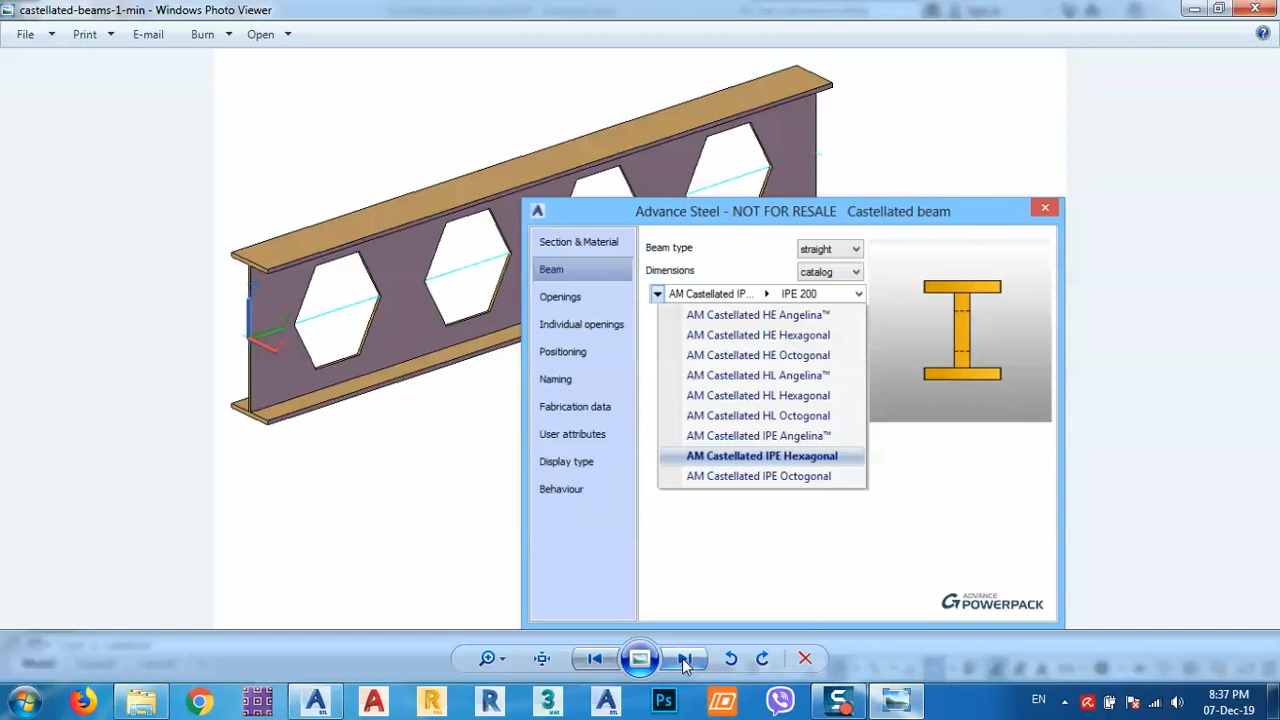 castellated-beams-1-min - Windows Photo Viewer
File Print E-mail Burn Open
Advance Steel - NOT FOR RESALE Castellated beam
Section & Material
Beam
Openings
Individual openings
Positioning
Naming
Fabrication data
User attributes
Display type
Behaviour
Beam type straight
Dimensions catalog
AM Castellated IP... IPE 200
AM Castellated HE Angelina™
AM Castellated HE Hexagonal
AM Castellated HE Octogonal
AM Castellated HL Angelina™
AM Castellated HL Hexagonal
AM Castellated HL Octogonal
AM Castellated IPE Angelina™
AM Castellated IPE Hexagonal
AM Castellated IPE Octogonal
ADVANCE
POWERPACK
Ps
EN
8:37 PM
07-Dec-19